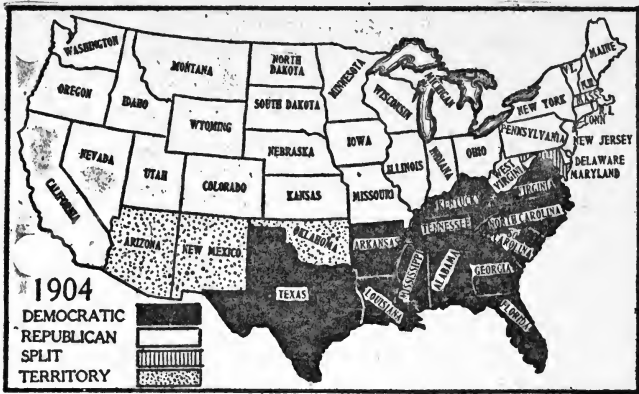 WASHINGTON
OREGON
CALIFORNIA
NEVADA
IDAHO
MONTANA
WYOMING
UTAH
COLORADO
ARIZONA
NEW MEXICO
NORTH DAKOTA
SOUTH DAKOTA
NEBRASKA
KANSAS
OKLAHOMA
TEXAS
MINNESOTA
IOWA
MISSOURI
ARKANSAS
LOUISIANA
WISCONSIN
ILLINOIS
MICHIGAN
INDIANA
OHIO
KENTUCKY
TENNESSEE
MISSISSIPPI
ALABAMA
GEORGIA
FLORIDA
CAROLINA
NORTH CAROLINA
VIRGINIA
WEST VIRGINIA
PENNSYLVANIA
NEW YORK
VT.
N.H.
MAINE
MASS.
CONN
NEW JERSEY
DELAWARE
MARYLAND
1904
DEMOCRATIC
REPUBLICAN
SPLIT
TERRITORY